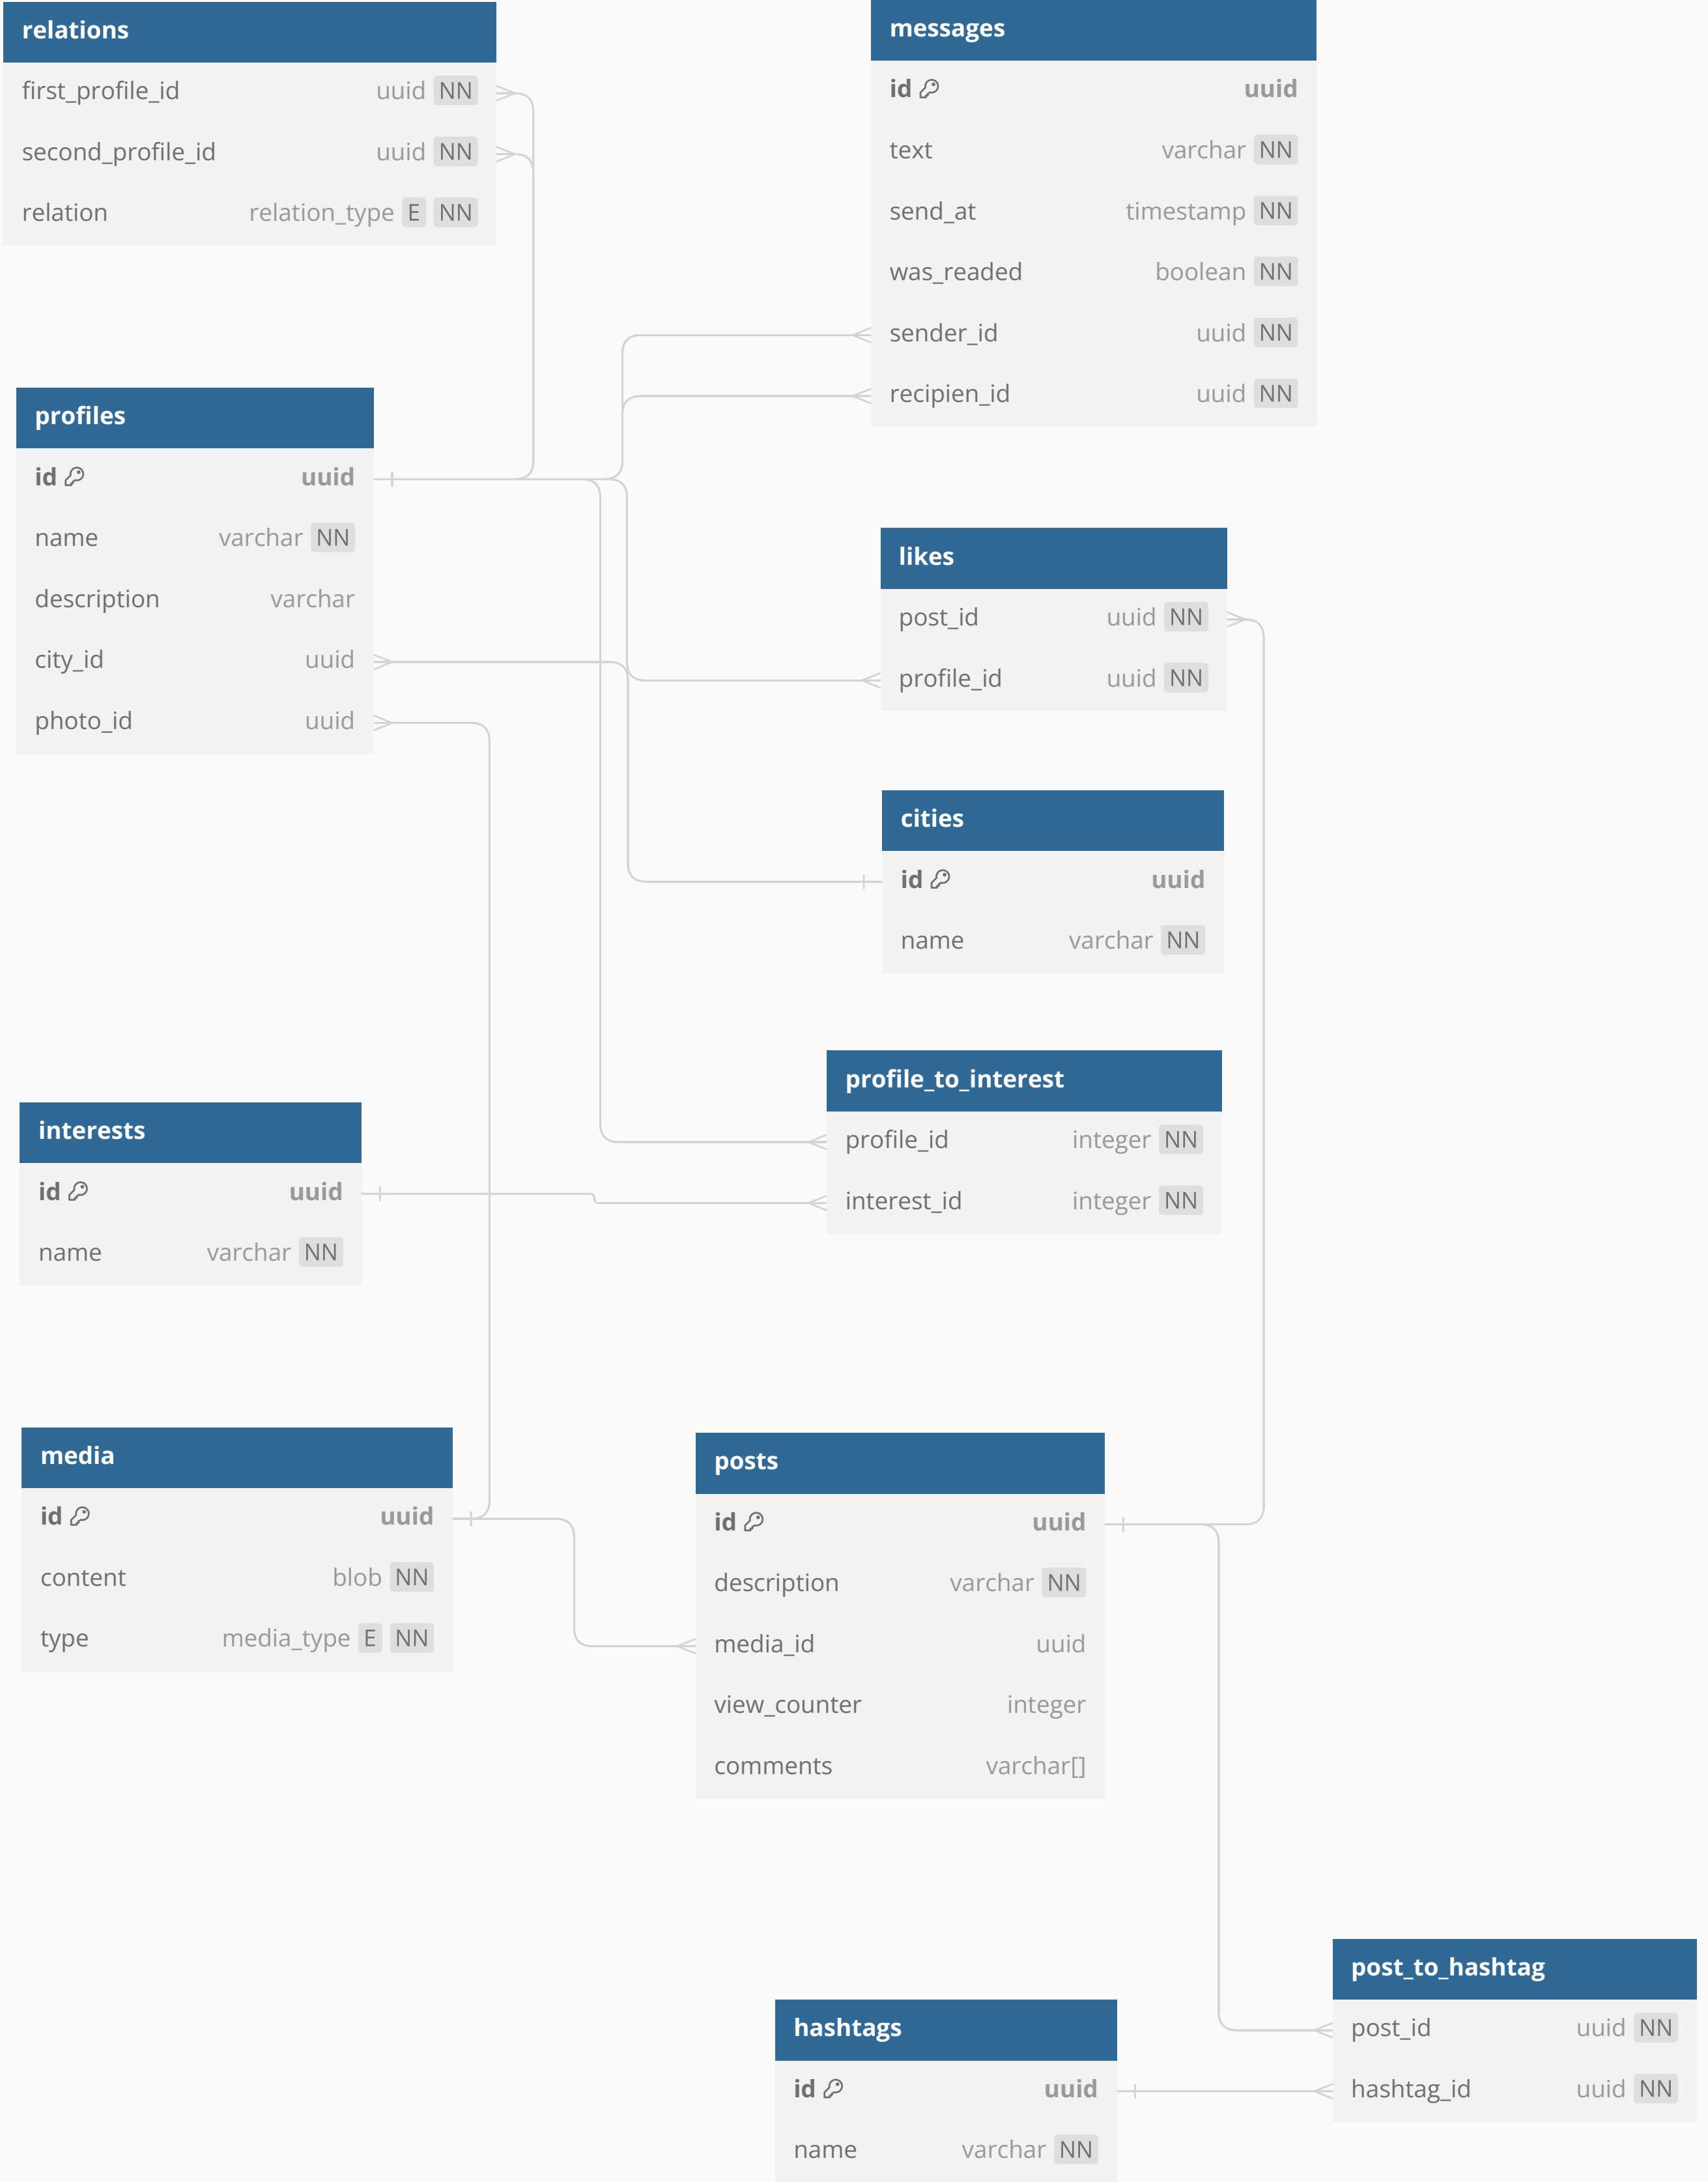 relations
first_profile_id uuid NN
second_profile_id uuid NN
relation relation_type E NN
messages
id uuid
text varchar NN
send_at timestamp NN
was_readed boolean NN
sender_id uuid NN
recipien_id uuid NN
profiles
id uuid
name varchar NN
description varchar
city_id uuid
photo_id uuid
likes
post_id uuid NN
profile_id uuid NN
cities
id uuid
name varchar NN
profile_to_interest
profile_id integer NN
interest_id integer NN
interests
id uuid
name varchar NN
media
id uuid
content blob NN
type media_type E NN
posts
id uuid
description varchar NN
media_id uuid
view_counter integer
comments varchar[]
post_to_hashtag
post_id uuid NN
hashtag_id uuid NN
hashtags
id uuid
name varchar NN